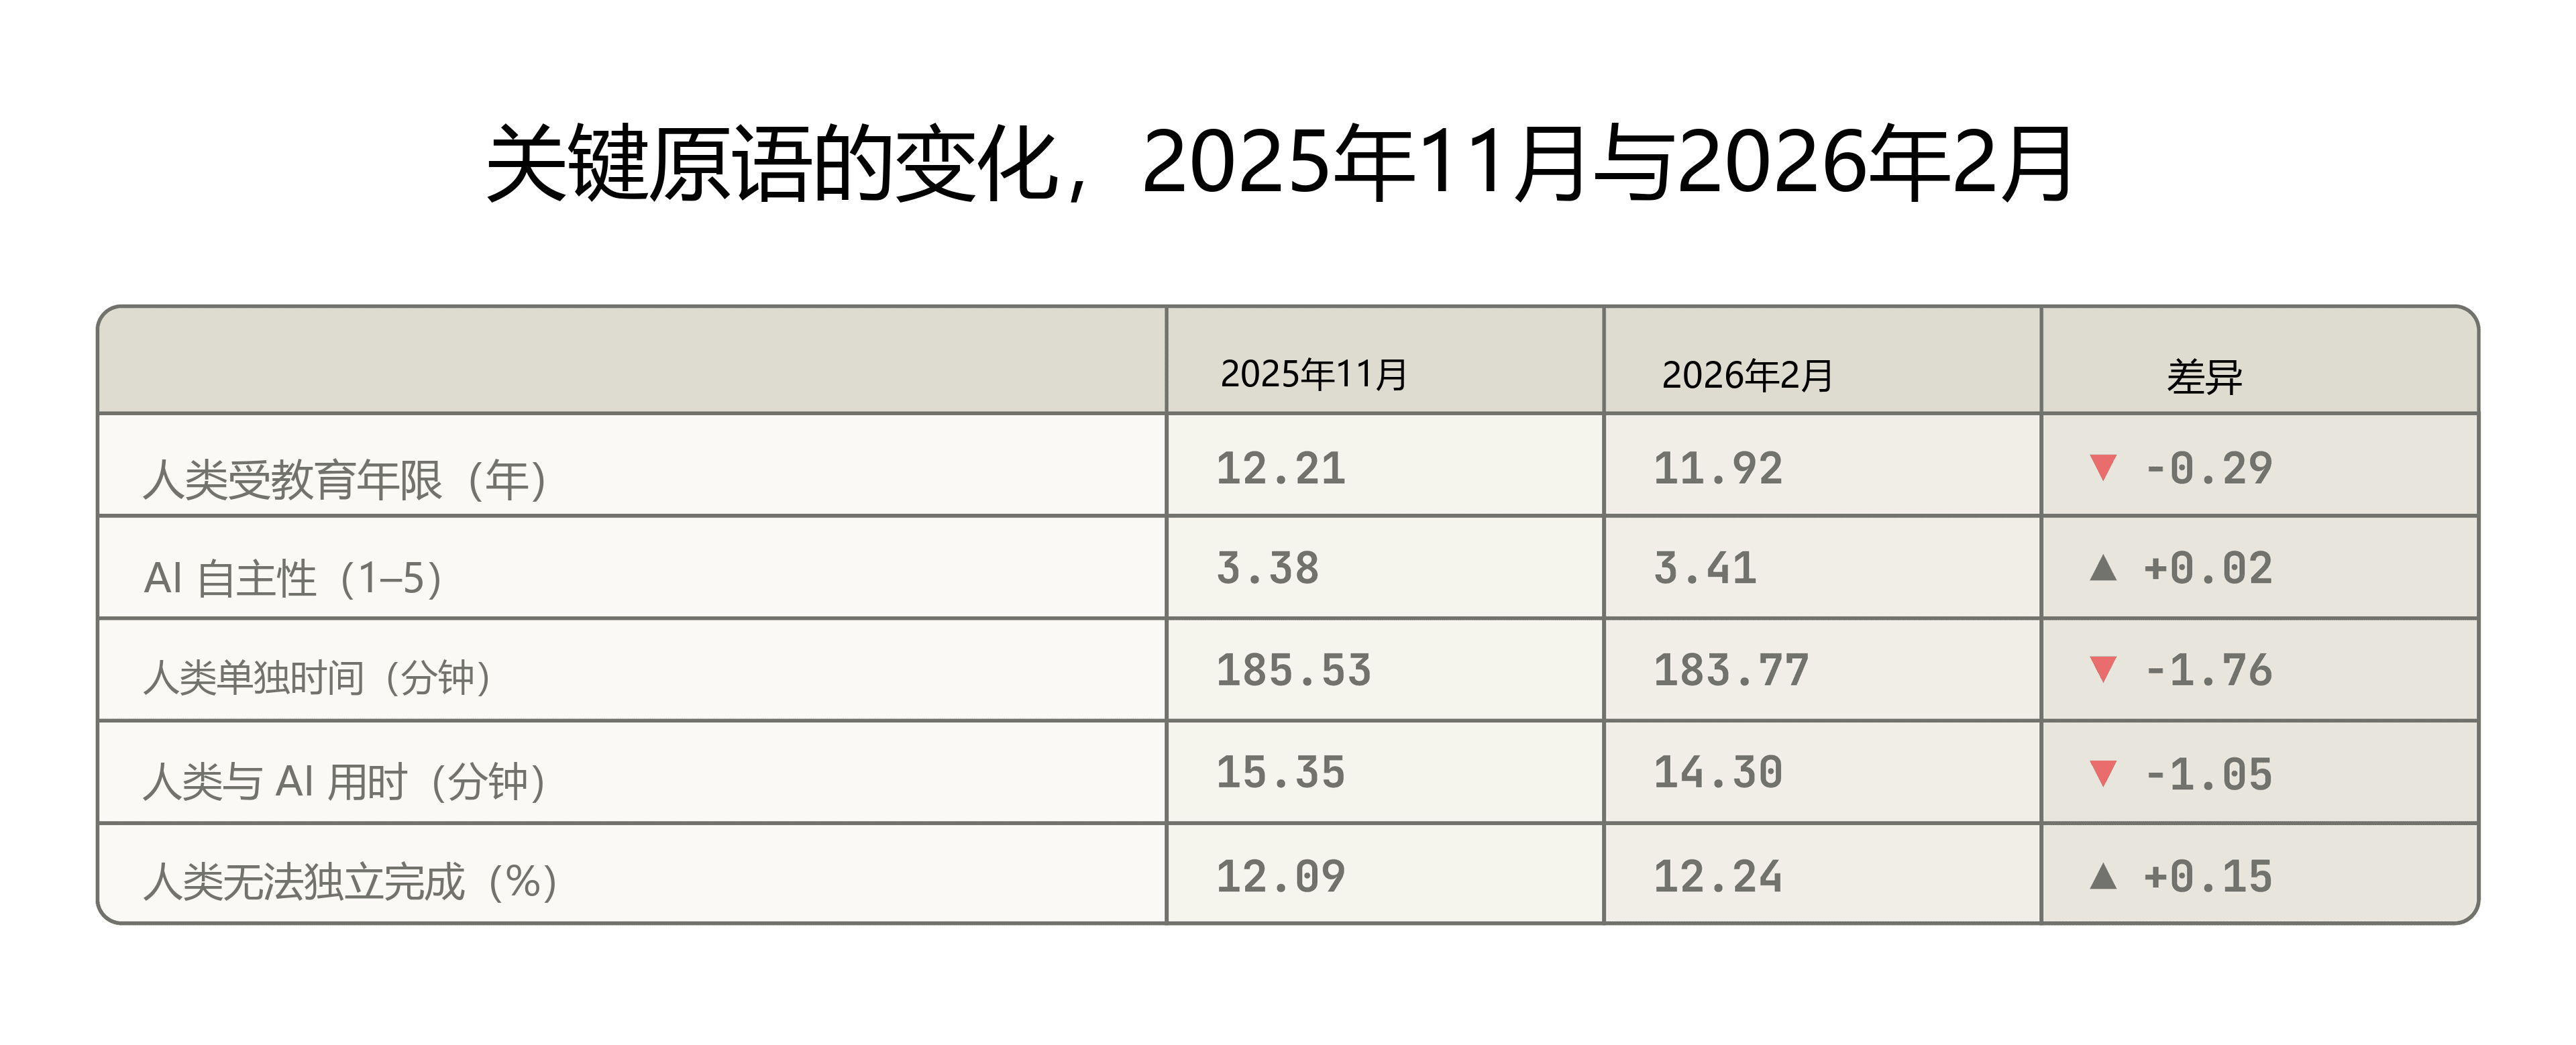 关键原语的变化，2025年11月与2026年2月
2025年11月 2026年2月 差异
人类受教育年限（年） 12.21 11.92 ▼ -0.29
AI 自主性（1–5） 3.38 3.41 ▲ +0.02
人类单独时间（分钟） 185.53 183.77 ▼ -1.76
人类与 AI 用时（分钟） 15.35 14.30 ▼ -1.05
人类无法独立完成（%） 12.09 12.24 ▲ +0.15